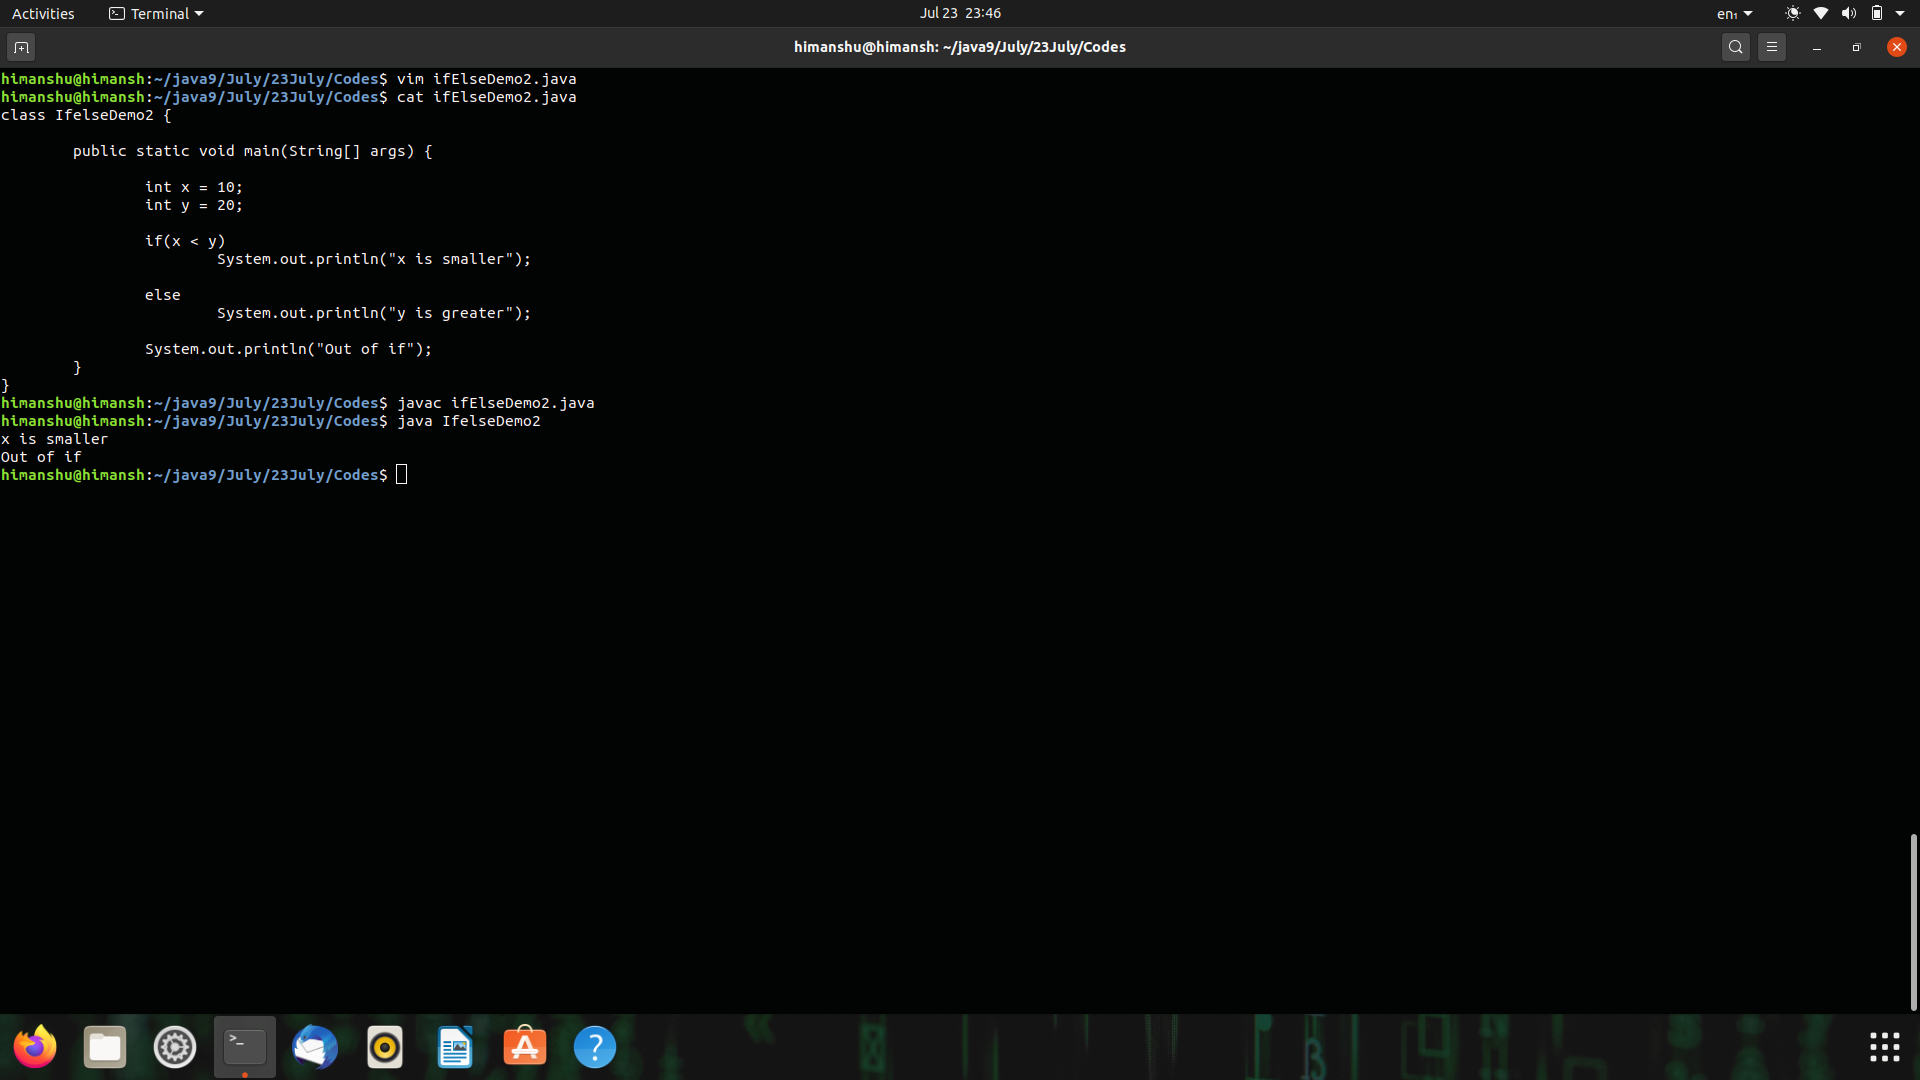 Activities Terminal Jul 23 23:46 en₁
himanshu@himansh: ~/java9/July/23July/Codes
himanshu@himansh:~/java9/July/23July/Codes$ vim ifElseDemo2.java
himanshu@himansh:~/java9/July/23July/Codes$ cat ifElseDemo2.java
class IfelseDemo2 {
public static void main(String[] args) {
int x = 10;
int y = 20;
if(x < y)
System.out.println("x is smaller");
else
System.out.println("y is greater");
System.out.println("Out of if");
}
}
himanshu@himansh:~/java9/July/23July/Codes$ javac ifElseDemo2.java
himanshu@himansh:~/java9/July/23July/Codes$ java IfelseDemo2
x is smaller
Out of if
himanshu@himansh:~/java9/July/23July/Codes$